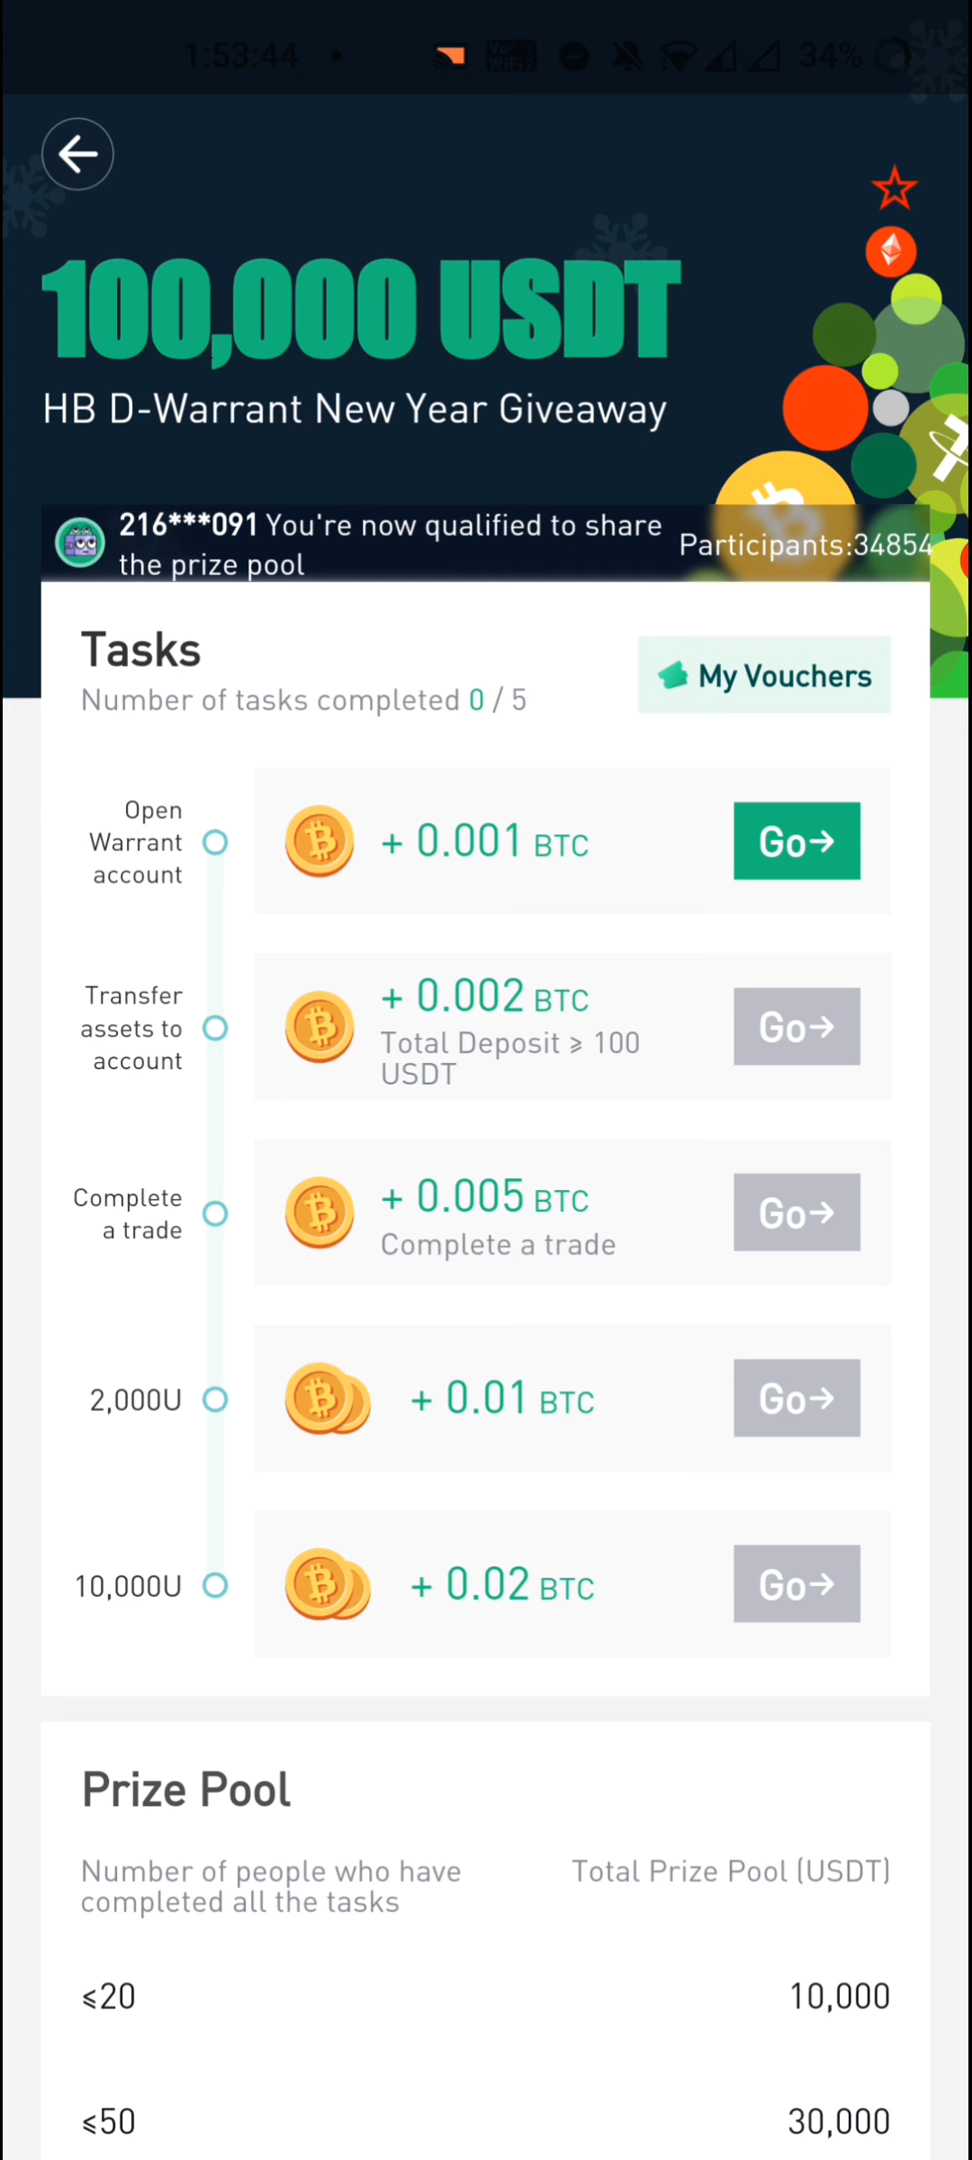 1:53:44
34%
100,000 USDT
HB D-Warrant New Year Giveaway
216***091 You're now qualified to share
the prize pool
Participants:34854
Tasks
Number of tasks completed 0 / 5
My Vouchers
Open
Warrant
account
+ 0.001 BTC
Go→
Transfer
assets to
account
+ 0.002 BTC
Total Deposit ⩾ 100
USDT
Go→
Complete
a trade
+ 0.005 BTC
Complete a trade
Go→
2,000U
+ 0.01 BTC
Go→
10,000U
+ 0.02 BTC
Go→
Prize Pool
Number of people who have
completed all the tasks
Total Prize Pool (USDT)
⩽20
10,000
⩽50
30,000